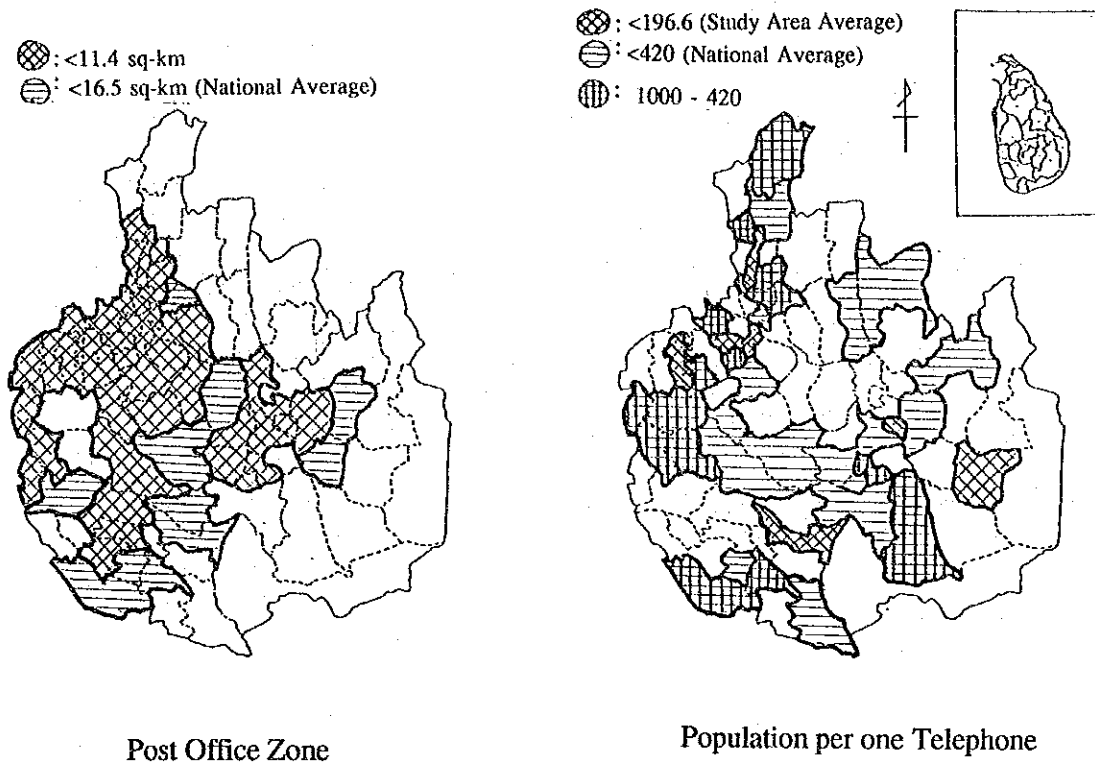 : <11.4 sq-km
: <16.5 sq-km (National Average)
: <196.6 (Study Area Average)
: <420 (National Average)
: 1000 - 420
Post Office Zone
Population per one Telephone